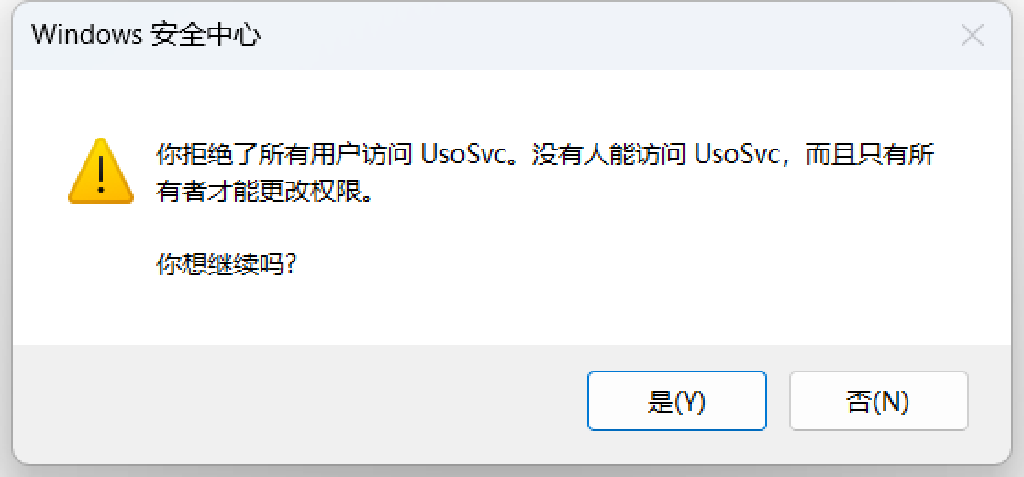 Windows 安全中心
你拒绝了所有用户访问 UsoSvc。没有人能访问 UsoSvc，而且只有所
有者才能更改权限。
你想继续吗?
是(Y)
否(N)